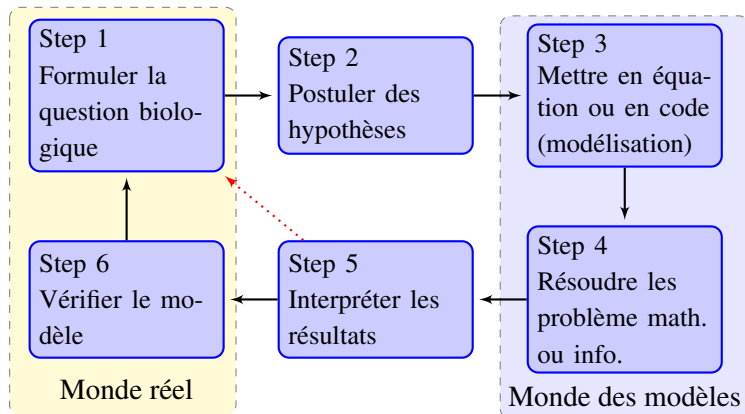 Step 1
Formuler la
question biolo-
gique
Step 2
Postuler des
hypothèses
Step 3
Mettre en équa-
tion ou en code
(modélisation)
Step 4
Résoudre les
problème math.
ou info.
Step 5
Interpréter les
résultats
Step 6
Vérifier le mo-
dèle
Monde réel
Monde des modèles